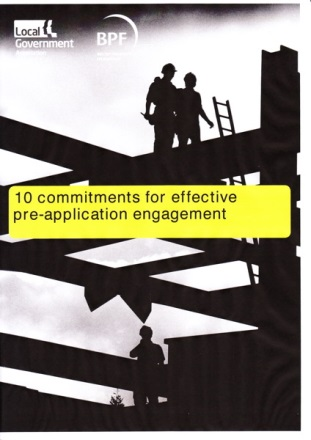 Local
Government
BPF
10 commitments for effective
pre-application engagement